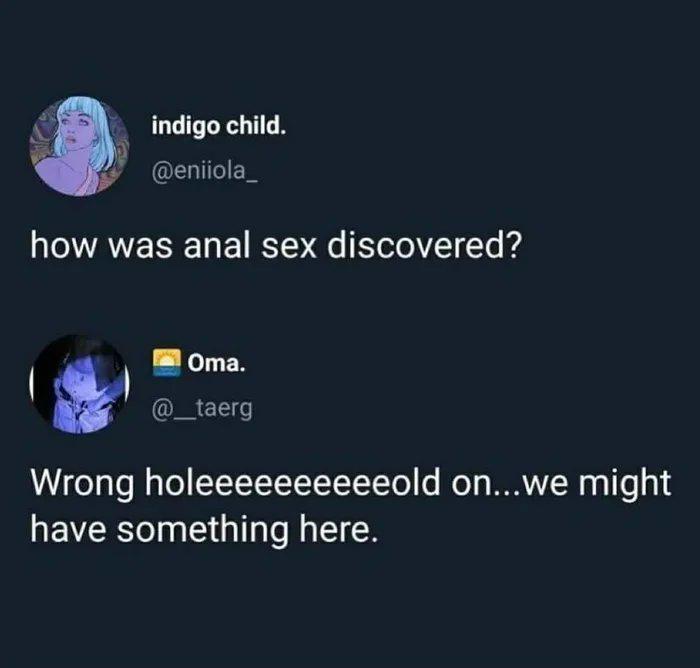 indigo child.
@eniiola_
how was anal sex discovered?
🌅 Oma.
@__taerg
Wrong holeeeeeeeeeeeold on...we might
have something here.